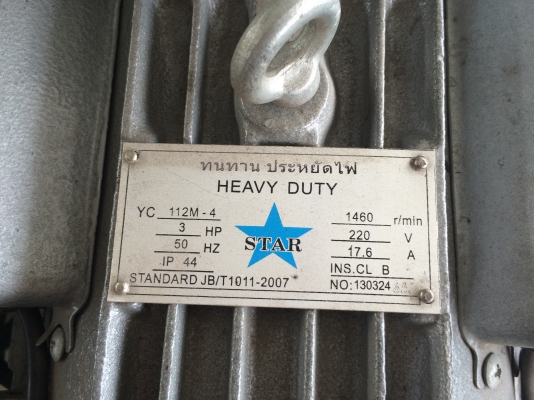 ทนทาน ประหยัดไฟ
HEAVY DUTY
YC 112M-4
3 HP
50 HZ
IP 44
STANDARD JB/T1011-2007
STAR
1460 r/min
220 V
17.6 A
INS.CL B
NO: 130324